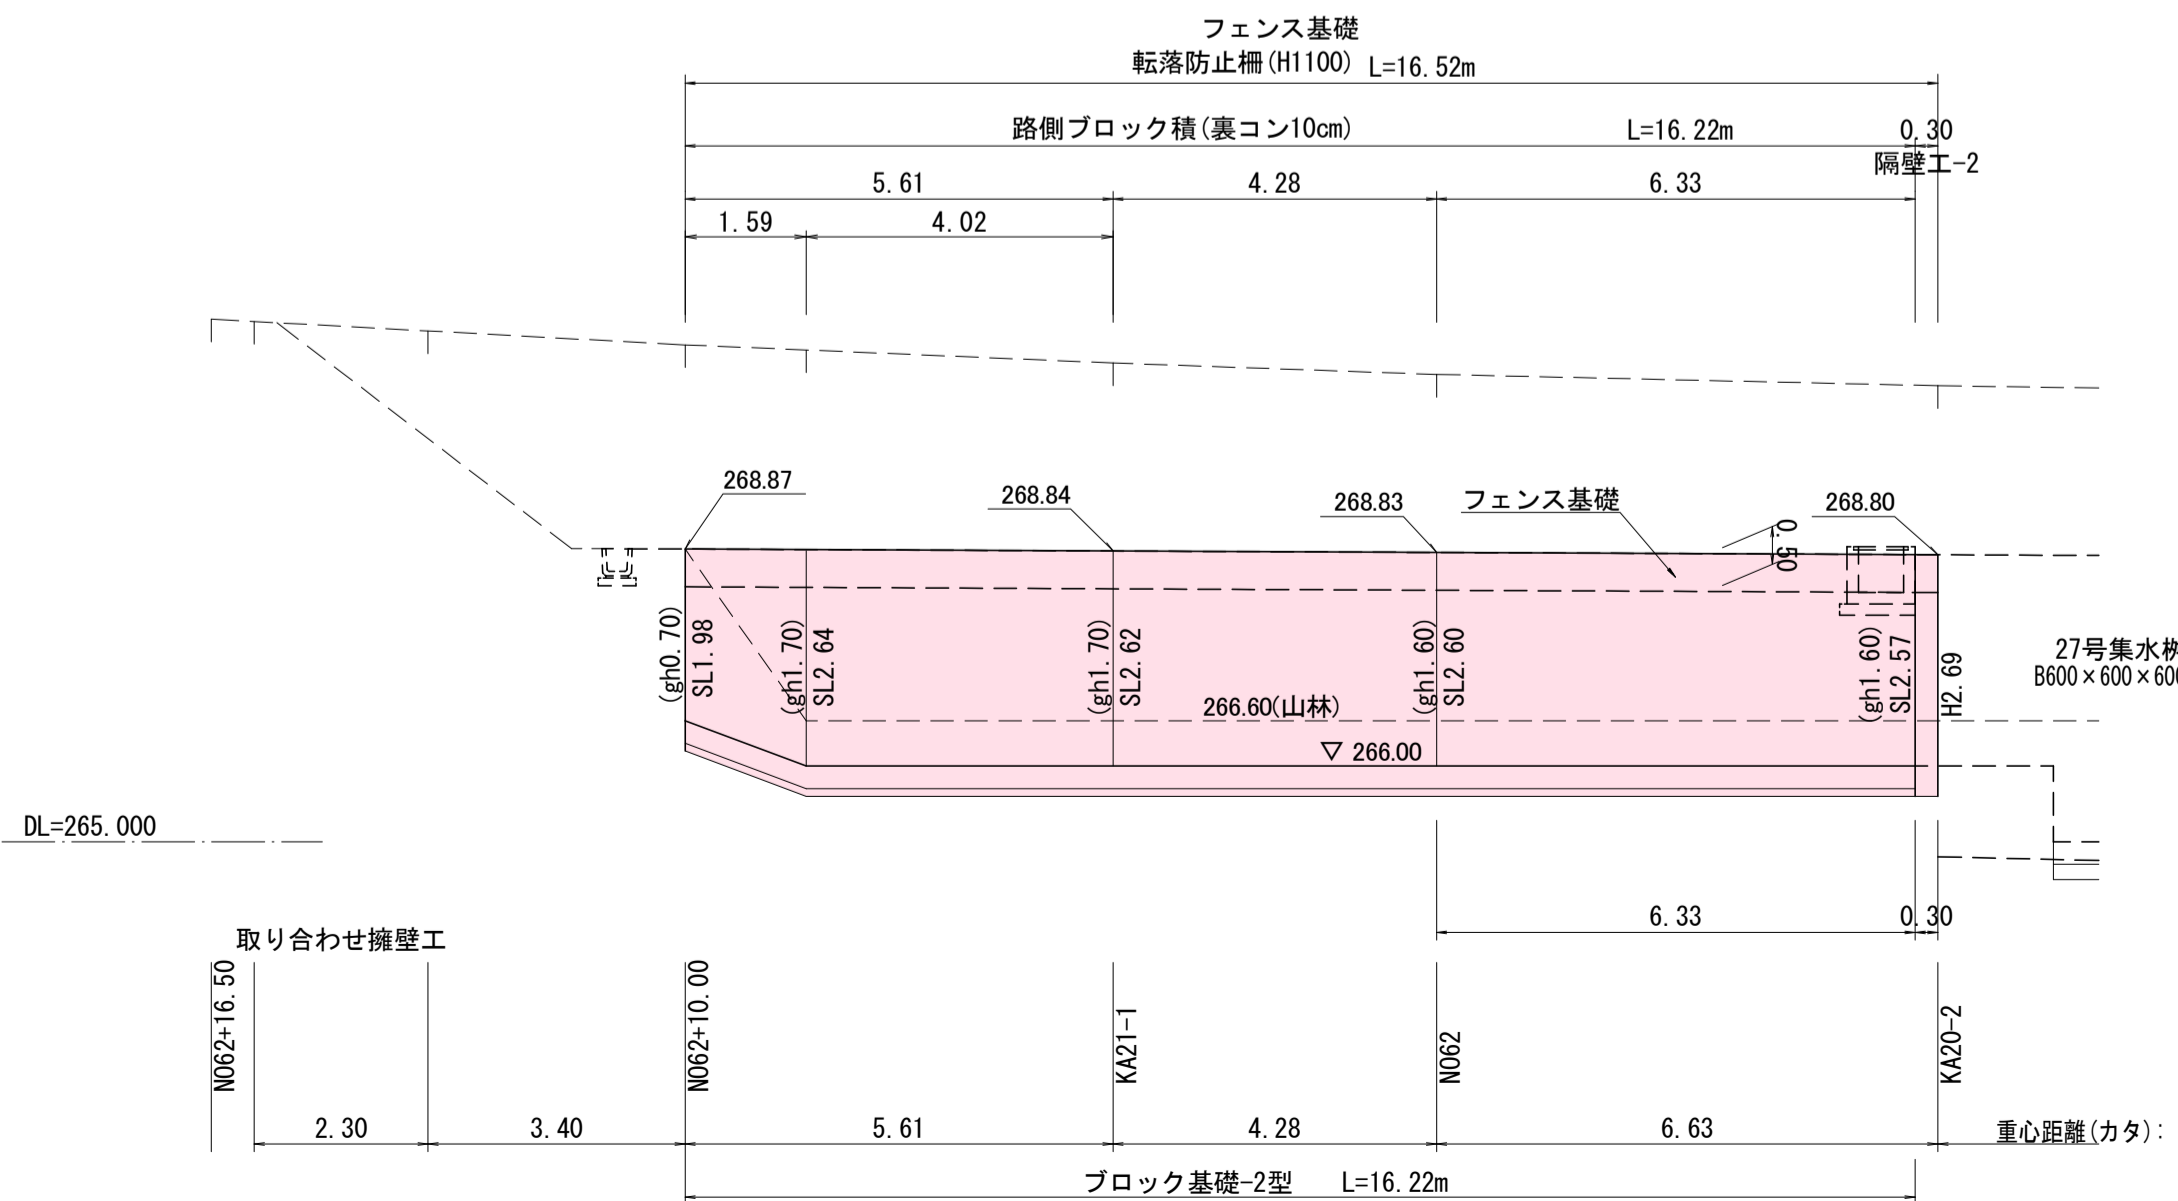 フェンス基礎
転落防止柵(H1100) L=16.52m
路側ブロック積(裏コン10cm) L=16.22m 0.30
隔壁工-2
5.61 4.28 6.33
1.59 4.02
268.87 268.84 268.83 フェンス基礎 0.50 268.80
(gh0.70)
SL1.98
(gh1.70)
SL2.64
(gh1.70)
SL2.62
(gh1.60)
SL2.60
(gh1.60)
SL2.57
H2.69
27号集水桝
B600×600×600
266.60(山林)
▽ 266.00
DL=265.000
6.33 0.30
取り合わせ擁壁工
NO62+16.50
NO62+10.00
KA21-1
NO62
KA20-2
2.30 3.40 5.61 4.28 6.63 重心距離(カタ):
ブロック基礎-2型 L=16.22m